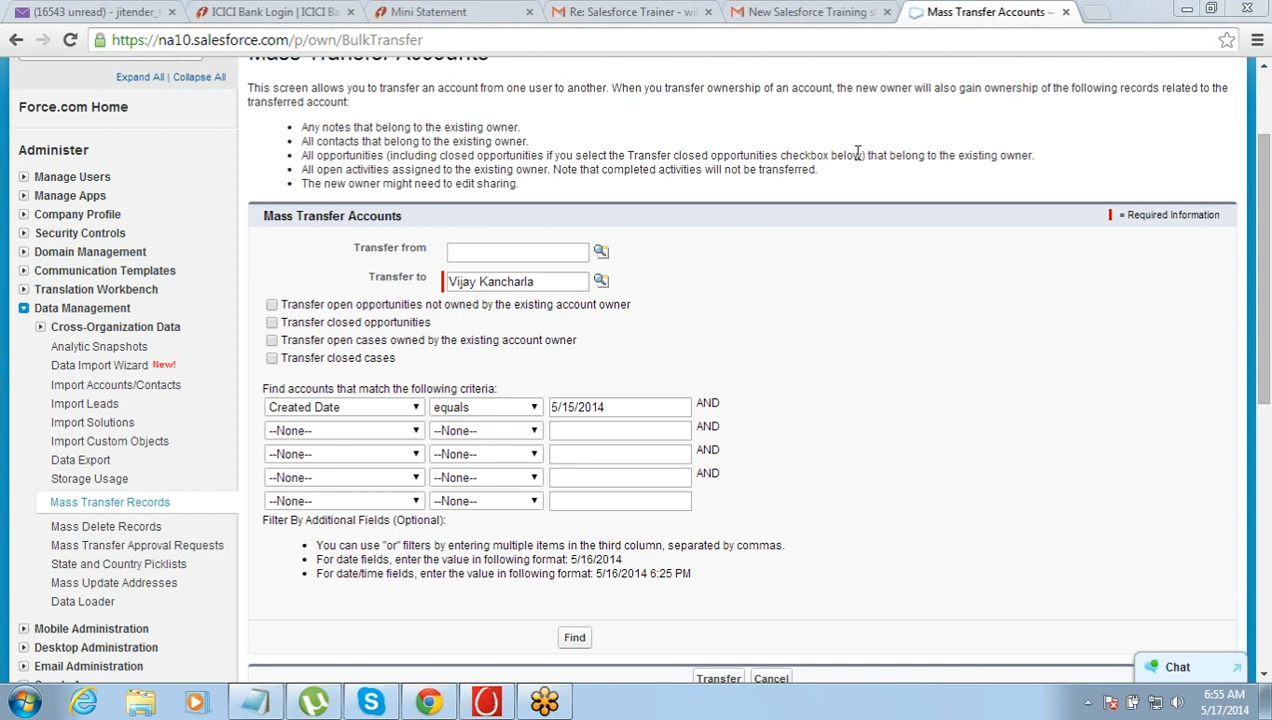 (16543 unread) - jitender_
ICICI Bank Login | ICICI Ba
Mini Statement
Re: Salesforce Trainer - wil
New Salesforce Training s
Mass Transfer Accounts ~
https://na10.salesforce.com/p/own/BulkTransfer
Expand All | Collapse All
Force.com Home
Administer
Manage Users
Manage Apps
Company Profile
Security Controls
Domain Management
Communication Templates
Translation Workbench
Data Management
Cross-Organization Data
Analytic Snapshots
Data Import Wizard New!
Import Accounts/Contacts
Import Leads
Import Solutions
Import Custom Objects
Data Export
Storage Usage
Mass Transfer Records
Mass Delete Records
Mass Transfer Approval Requests
State and Country Picklists
Mass Update Addresses
Data Loader
Mobile Administration
Desktop Administration
Email Administration
Mass Transfer Accounts
This screen allows you to transfer an account from one user to another. When you transfer ownership of an account, the new owner will also gain ownership of the following records related to the
transferred account:
• Any notes that belong to the existing owner.
• All contacts that belong to the existing owner.
• All opportunities (including closed opportunities if you select the Transfer closed opportunities checkbox below) that belong to the existing owner.
• All open activities assigned to the existing owner. Note that completed activities will not be transferred.
• The new owner might need to edit sharing.
Mass Transfer Accounts
= Required Information
Transfer from
Transfer to Vijay Kancharla
Transfer open opportunities not owned by the existing account owner
Transfer closed opportunities
Transfer open cases owned by the existing account owner
Transfer closed cases
Find accounts that match the following criteria:
Created Date equals 5/15/2014 AND
--None-- --None-- AND
--None-- --None-- AND
--None-- --None-- AND
--None-- --None--
Filter By Additional Fields (Optional):
• You can use "or" filters by entering multiple items in the third column, separated by commas.
• For date fields, enter the value in following format: 5/16/2014
• For date/time fields, enter the value in following format: 5/16/2014 6:25 PM
Find
Transfer Cancel
Chat
6:55 AM
5/17/2014